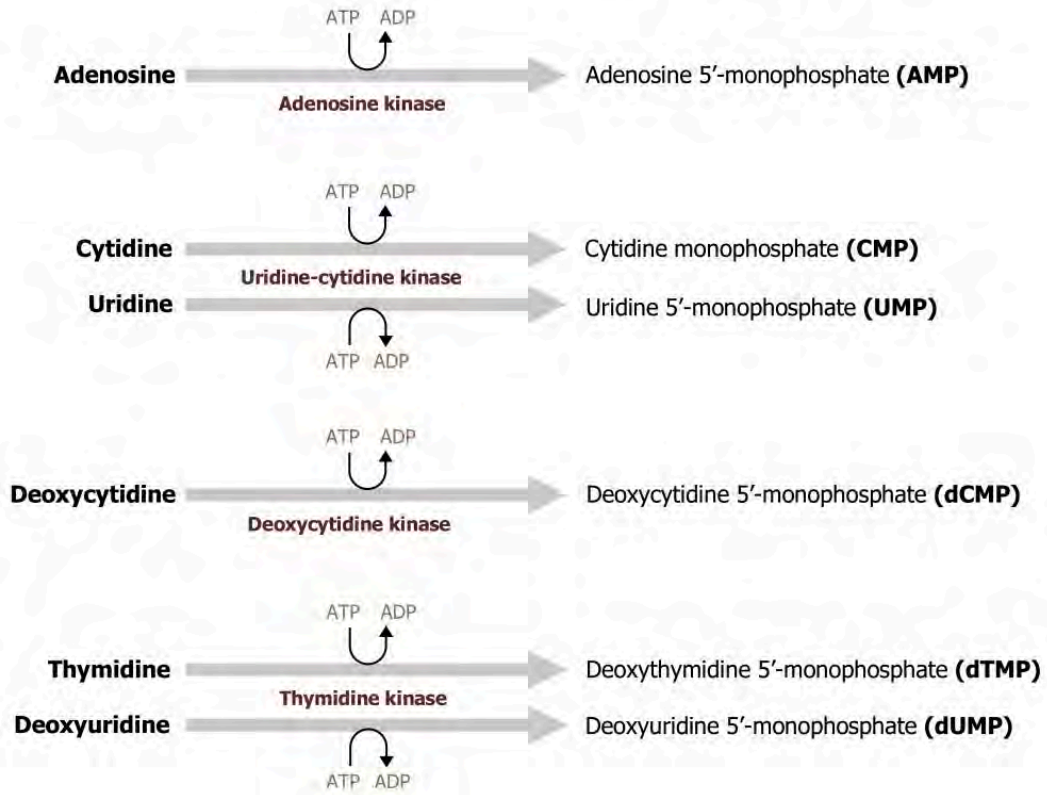 ATP ADP
Adenosine Adenosine 5′-monophosphate (AMP)
Adenosine kinase
ATP ADP
Cytidine Cytidine monophosphate (CMP)
Uridine-cytidine kinase
Uridine Uridine 5′-monophosphate (UMP)
ATP ADP
ATP ADP
Deoxycytidine Deoxycytidine 5′-monophosphate (dCMP)
Deoxycytidine kinase
ATP ADP
Thymidine Deoxythymidine 5′-monophosphate (dTMP)
Thymidine kinase
Deoxyuridine Deoxyuridine 5′-monophosphate (dUMP)
ATP ADP